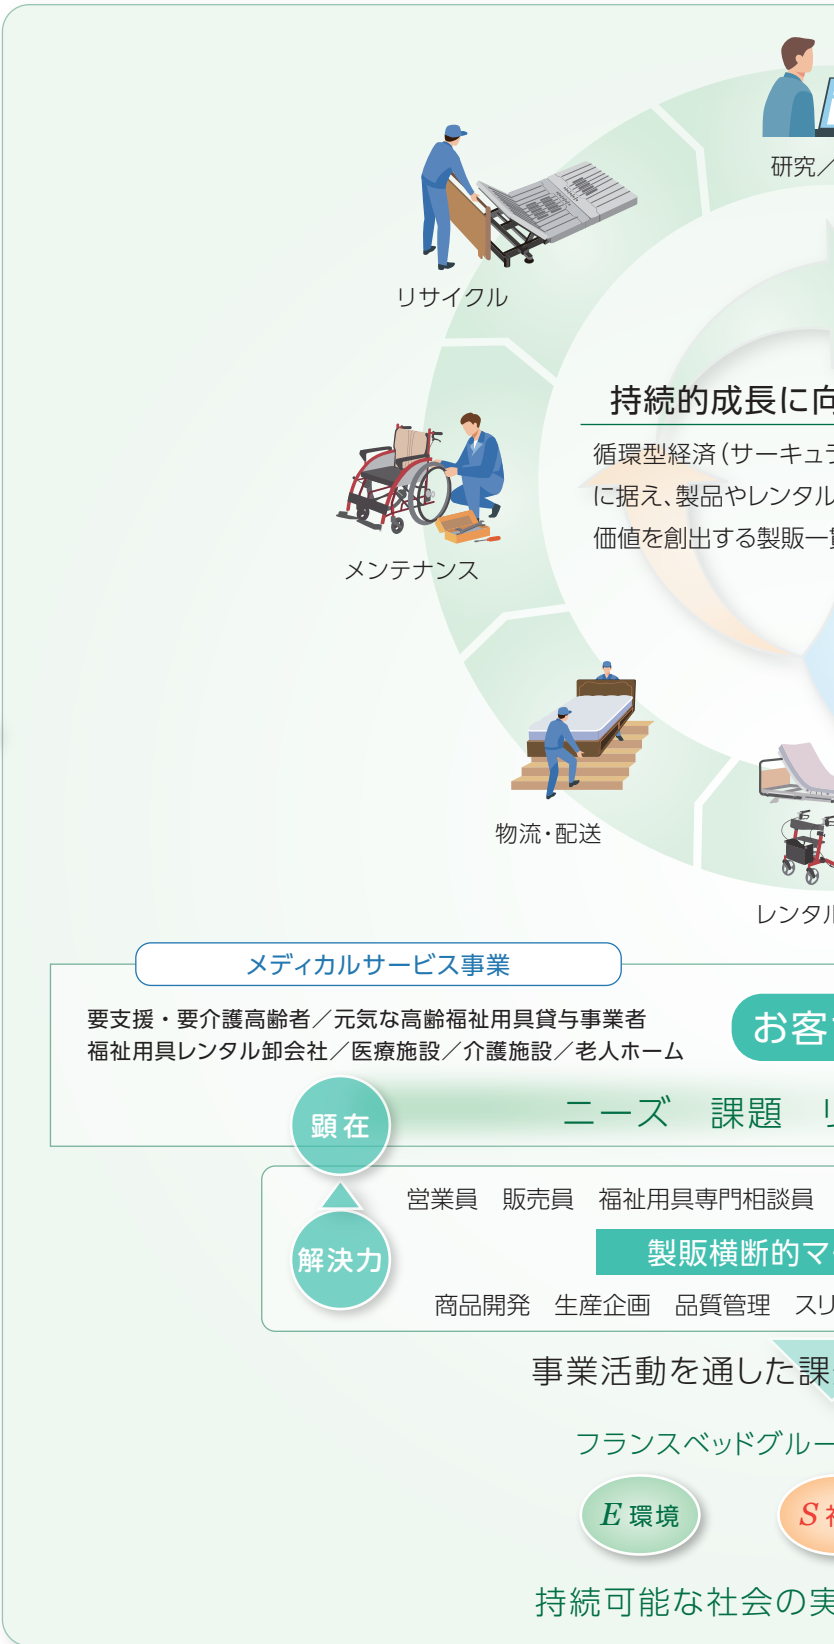 研究／
リサイクル
持続的成長に向
循環型経済（サーキュラ
に据え、製品やレンタル
価値を創出する製販一貫
メンテナンス
物流・配送
レンタル
メディカルサービス事業
要支援・要介護高齢者／元気な高齢福祉用具貸与事業者
福祉用具レンタル卸会社／医療施設／介護施設／老人ホーム
お客
ニーズ　課題　リ
顕在
営業員　販売員　福祉用具専門相談員
解決力
製販横断的マ
商品開発　生産企画　品質管理　スリ
事業活動を通した課
フランスベッドグルー
E 環境
S
持続可能な社会の実